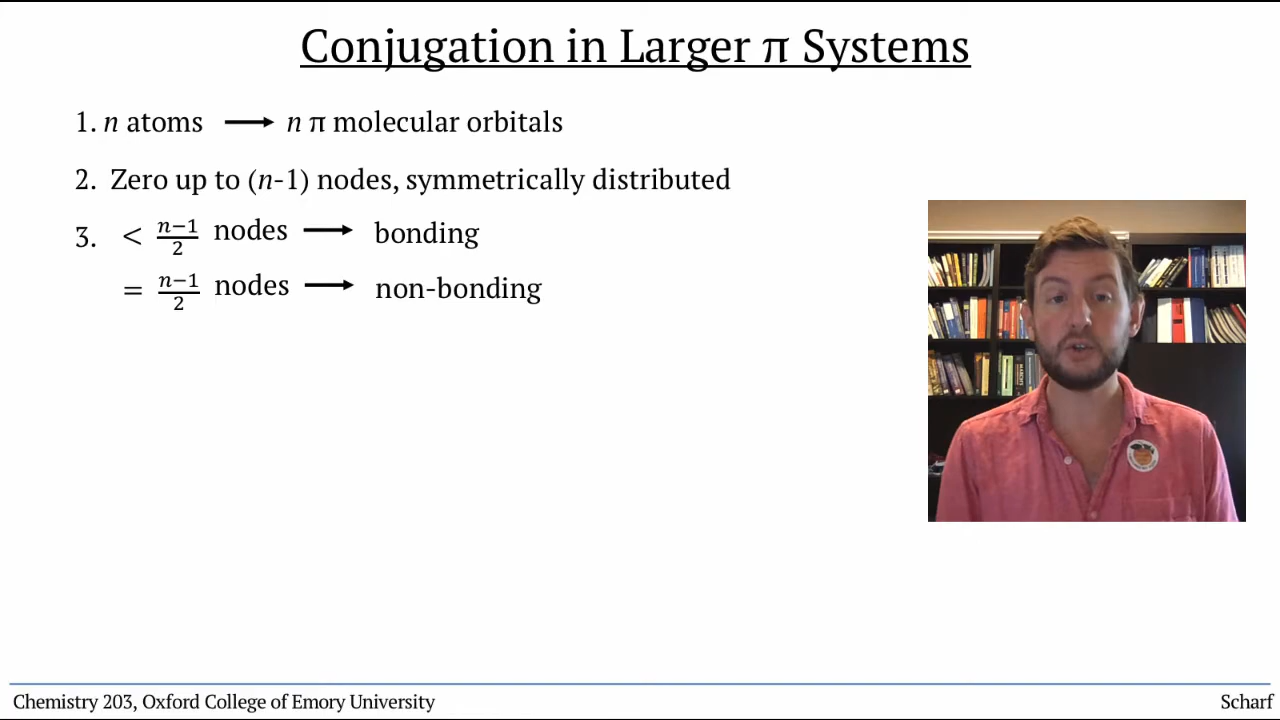 Conjugation in Larger π Systems
1. n atoms ⟶ n π molecular orbitals
2. Zero up to (n-1) nodes, symmetrically distributed
3. < n−1/2 nodes ⟶ bonding
= n−1/2 nodes ⟶ non-bonding
Chemistry 203, Oxford College of Emory University
Scharf